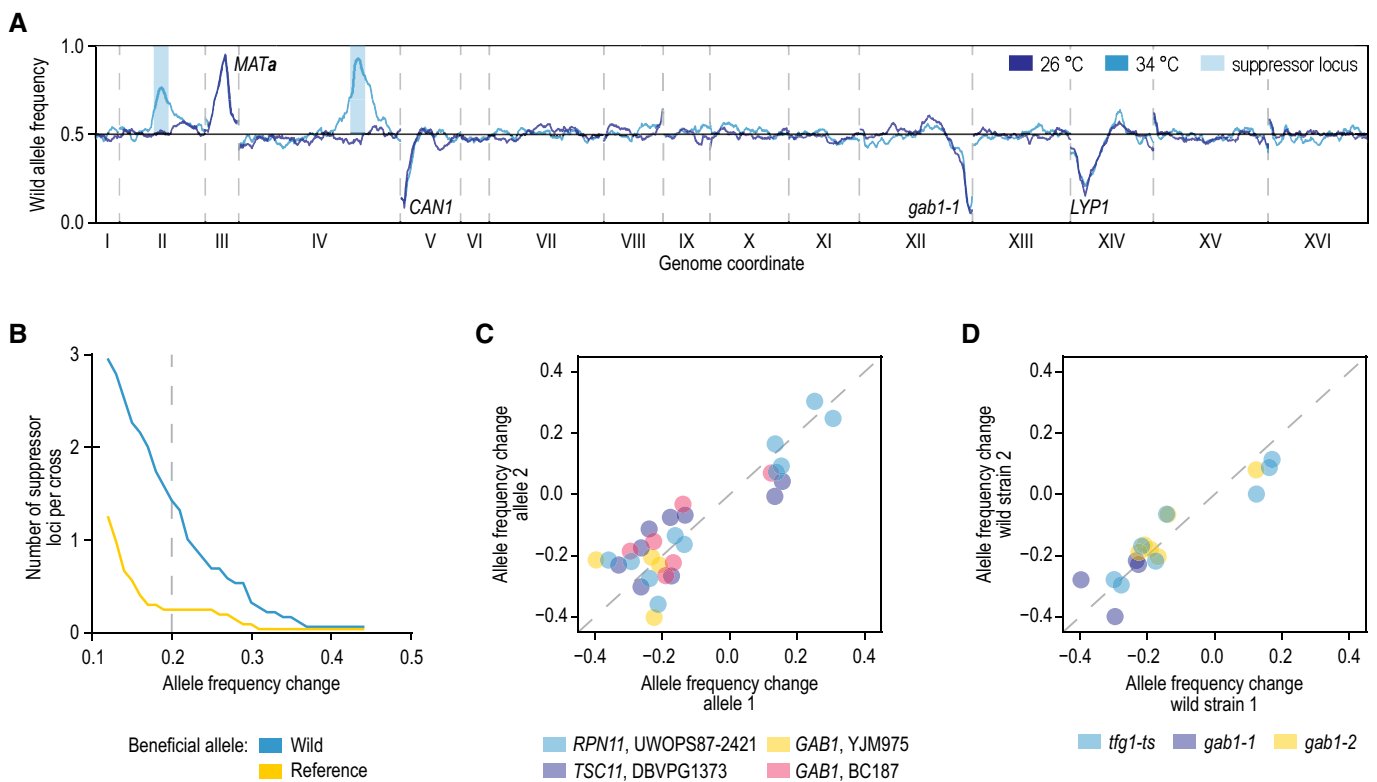 A
Wild allele frequency
1.0
0.5
0.0
MATa
CAN1
gab1-1
LYP1
26 °C
34 °C
suppressor locus
I II III IV V VI VII VIII IX X XI XII XIII XIV XV XVI
Genome coordinate
B
Number of suppressor
loci per cross
3
2
1
0
0.1 0.2 0.3 0.4 0.5
Allele frequency change
Beneficial allele:
Wild
Reference
C
Allele frequency change
allele 2
0.4
0.2
0.0
−0.2
−0.4
−0.4 −0.2 0.0 0.2 0.4
Allele frequency change
allele 1
RPN11, UWOPS87-2421
GAB1, YJM975
TSC11, DBVPG1373
GAB1, BC187
D
Allele frequency change
wild strain 2
0.4
0.2
0.0
−0.2
−0.4
−0.4 −0.2 0.0 0.2 0.4
Allele frequency change
wild strain 1
tfg1-ts
gab1-1
gab1-2